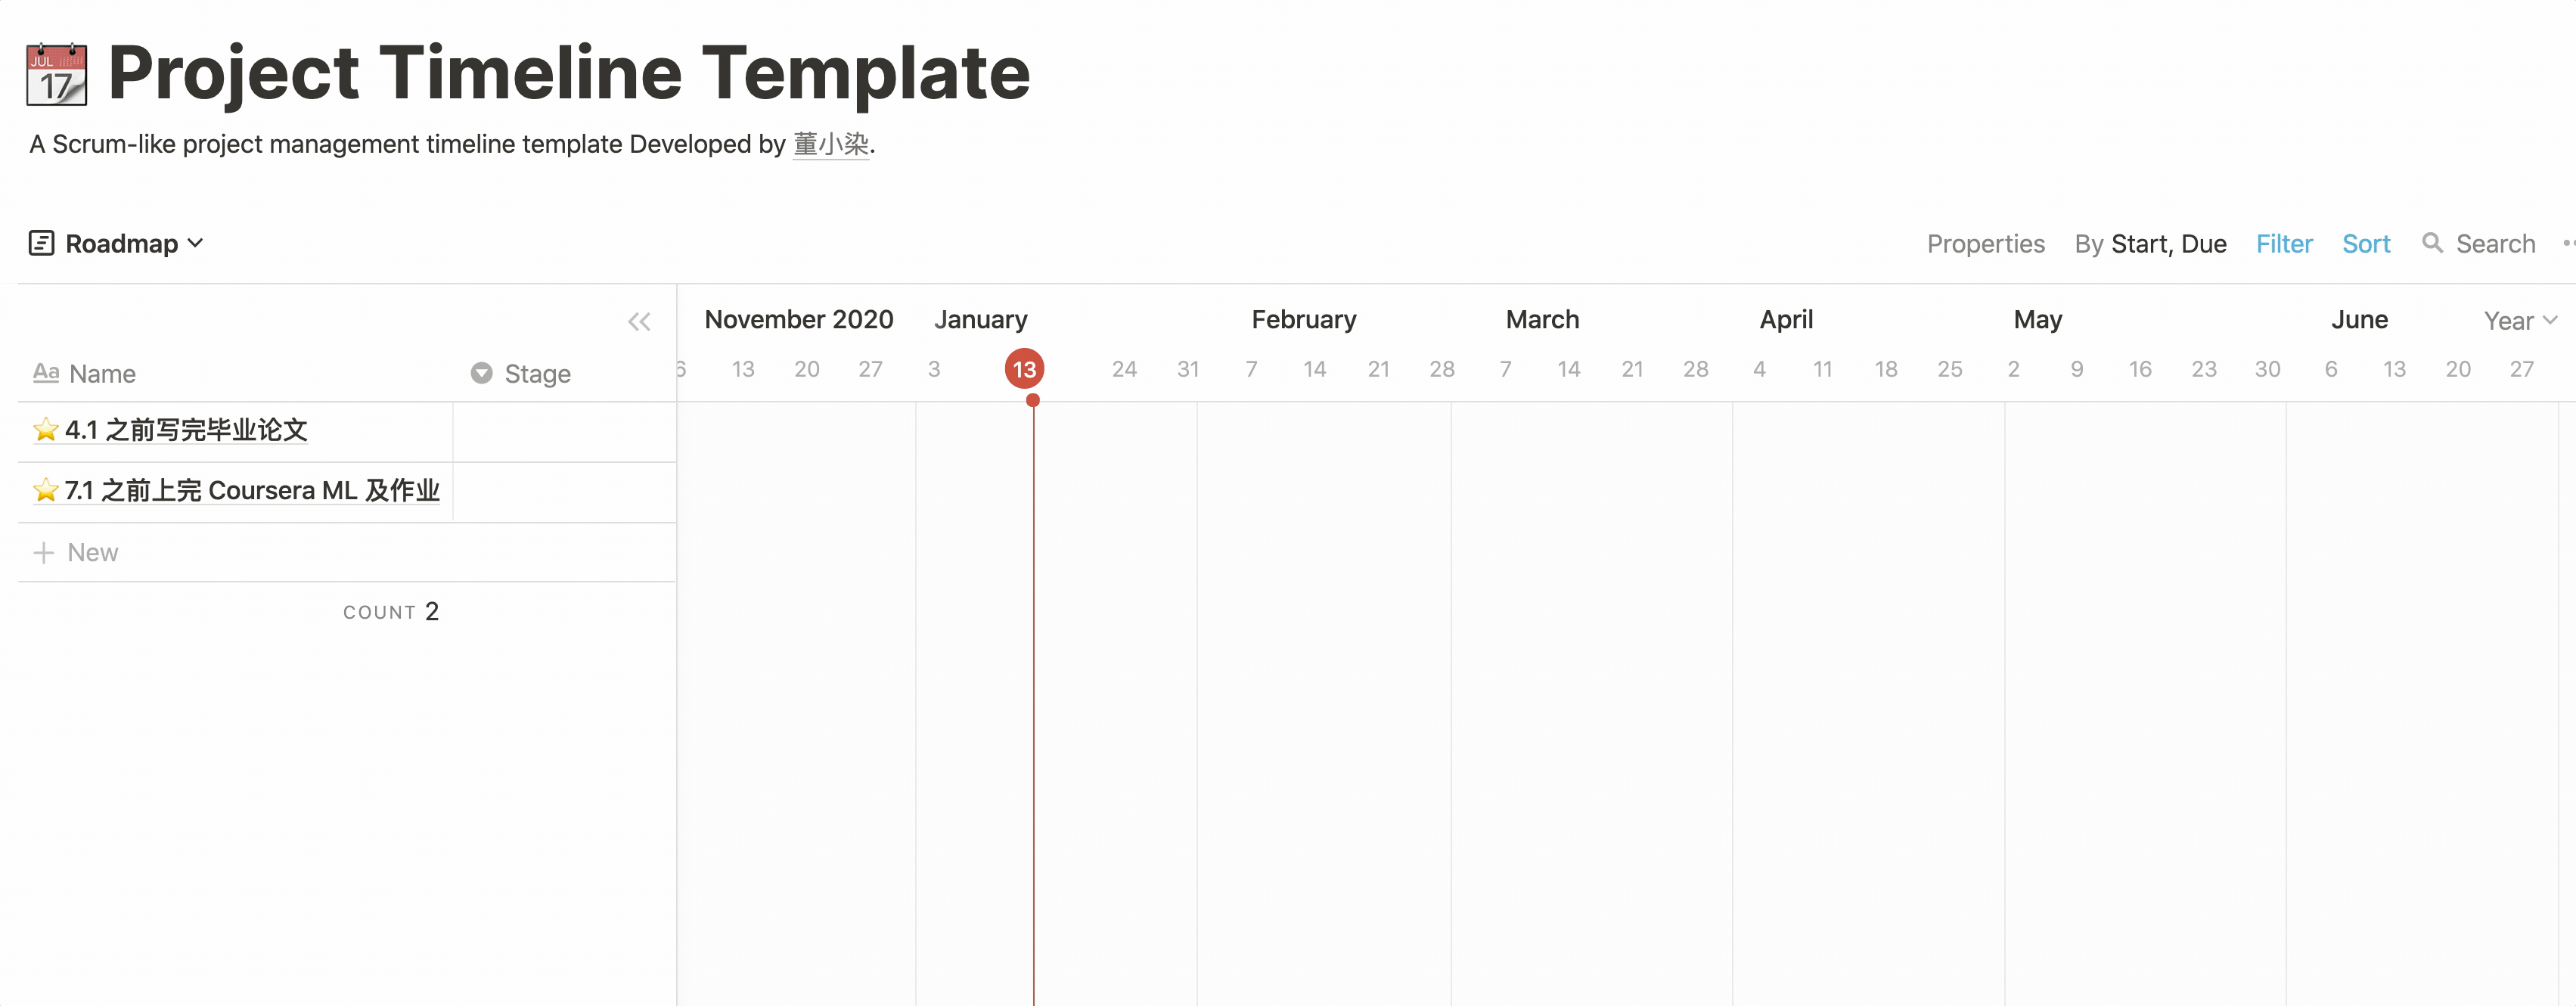 JUL
17
Project Timeline Template
A Scrum-like project management timeline template Developed by 董小染.
Roadmap
Properties By Start, Due Filter Sort Search
November 2020 January February March April May June Year
6 13 20 27 3 13 24 31 7 14 21 28 7 14 21 28 4 11 18 25 2 9 16 23 30 6 13 20 27
Aa Name Stage
⭐ 4.1 之前写完毕业论文
⭐ 7.1 之前上完 Coursera ML 及作业
+ New
COUNT 2